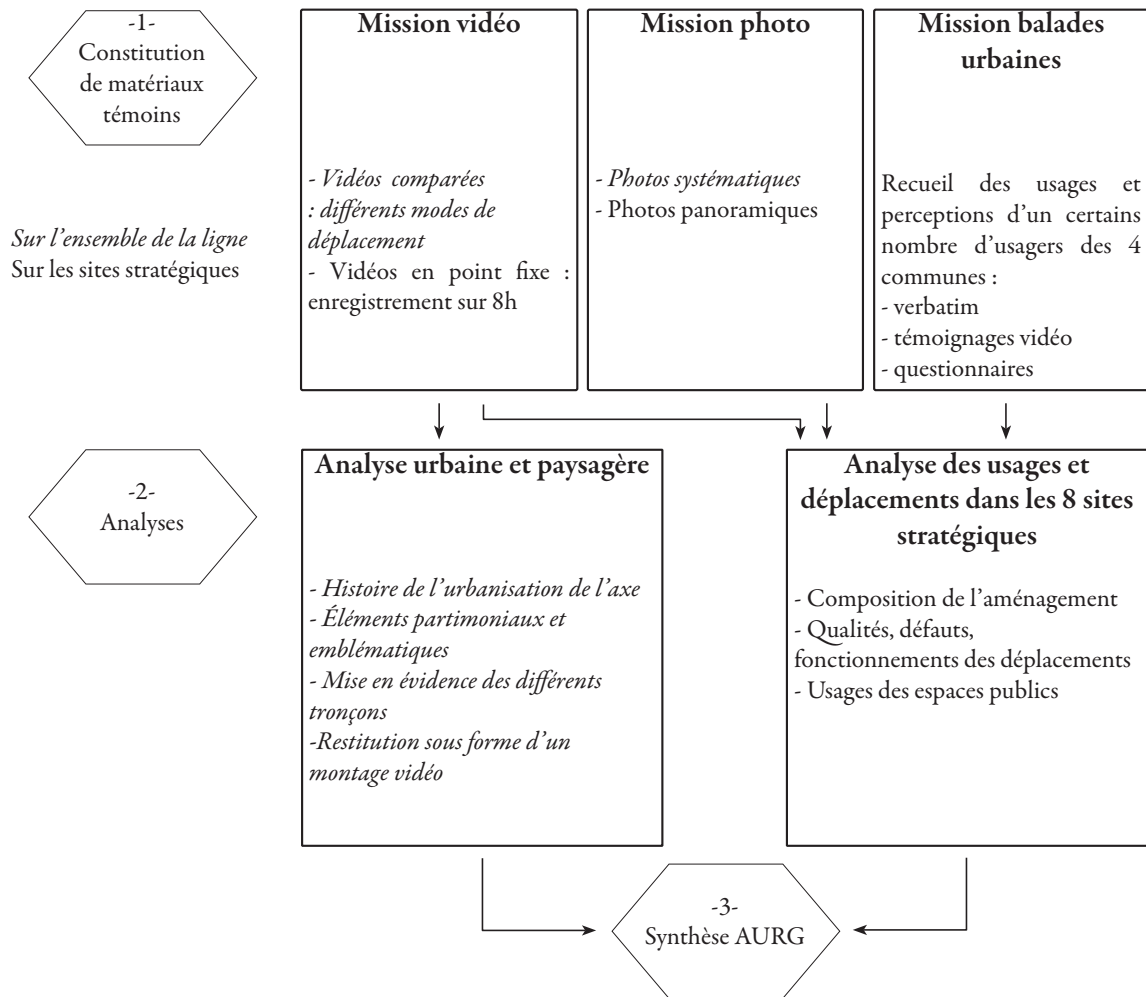 -1-
Constitution
de matériaux
témoins
Sur l'ensemble de la ligne
Sur les sites stratégiques
Mission vidéo
- Vidéos comparées
: différents modes de
déplacement
- Vidéos en point fixe :
enregistrement sur 8h
Mission photo
- Photos systématiques
- Photos panoramiques
Mission balades
urbaines
Recueil des usages et
perceptions d'un certains
nombre d'usagers des 4
communes :
- verbatim
- témoignages vidéo
- questionnaires
-2-
Analyses
Analyse urbaine et paysagère
- Histoire de l'urbanisation de l'axe
- Éléments partimoniaux et
emblématiques
- Mise en évidence des différents
tronçons
-Restitution sous forme d'un
montage vidéo
Analyse des usages et
déplacements dans les 8 sites
stratégiques
- Composition de l'aménagement
- Qualités, défauts,
fonctionnements des déplacements
- Usages des espaces publics
-3-
Synthèse AURG